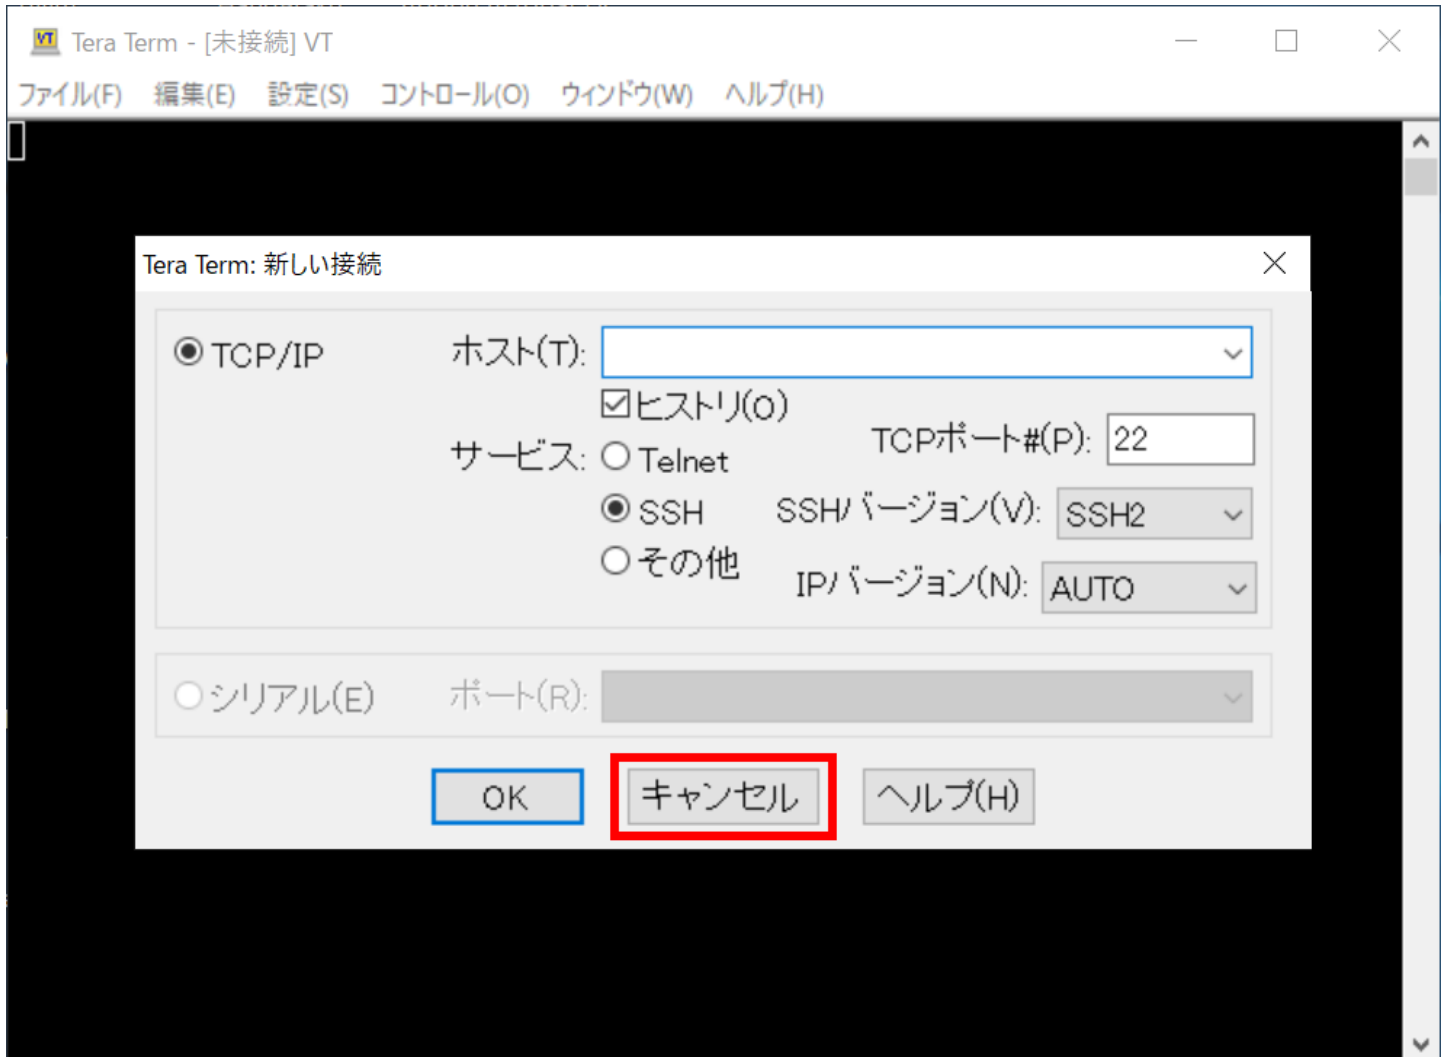 Tera Term - [未接続] VT
ファイル(F) 編集(E) 設定(S) コントロール(O) ウィンドウ(W) ヘルプ(H)
Tera Term: 新しい接続
TCP/IP ホスト(T):
ヒストリ(O)
サービス: Telnet TCPポート#(P): 22
SSH SSHバージョン(V): SSH2
その他 IPバージョン(N): AUTO
シリアル(E) ポート(R):
OK キャンセル ヘルプ(H)